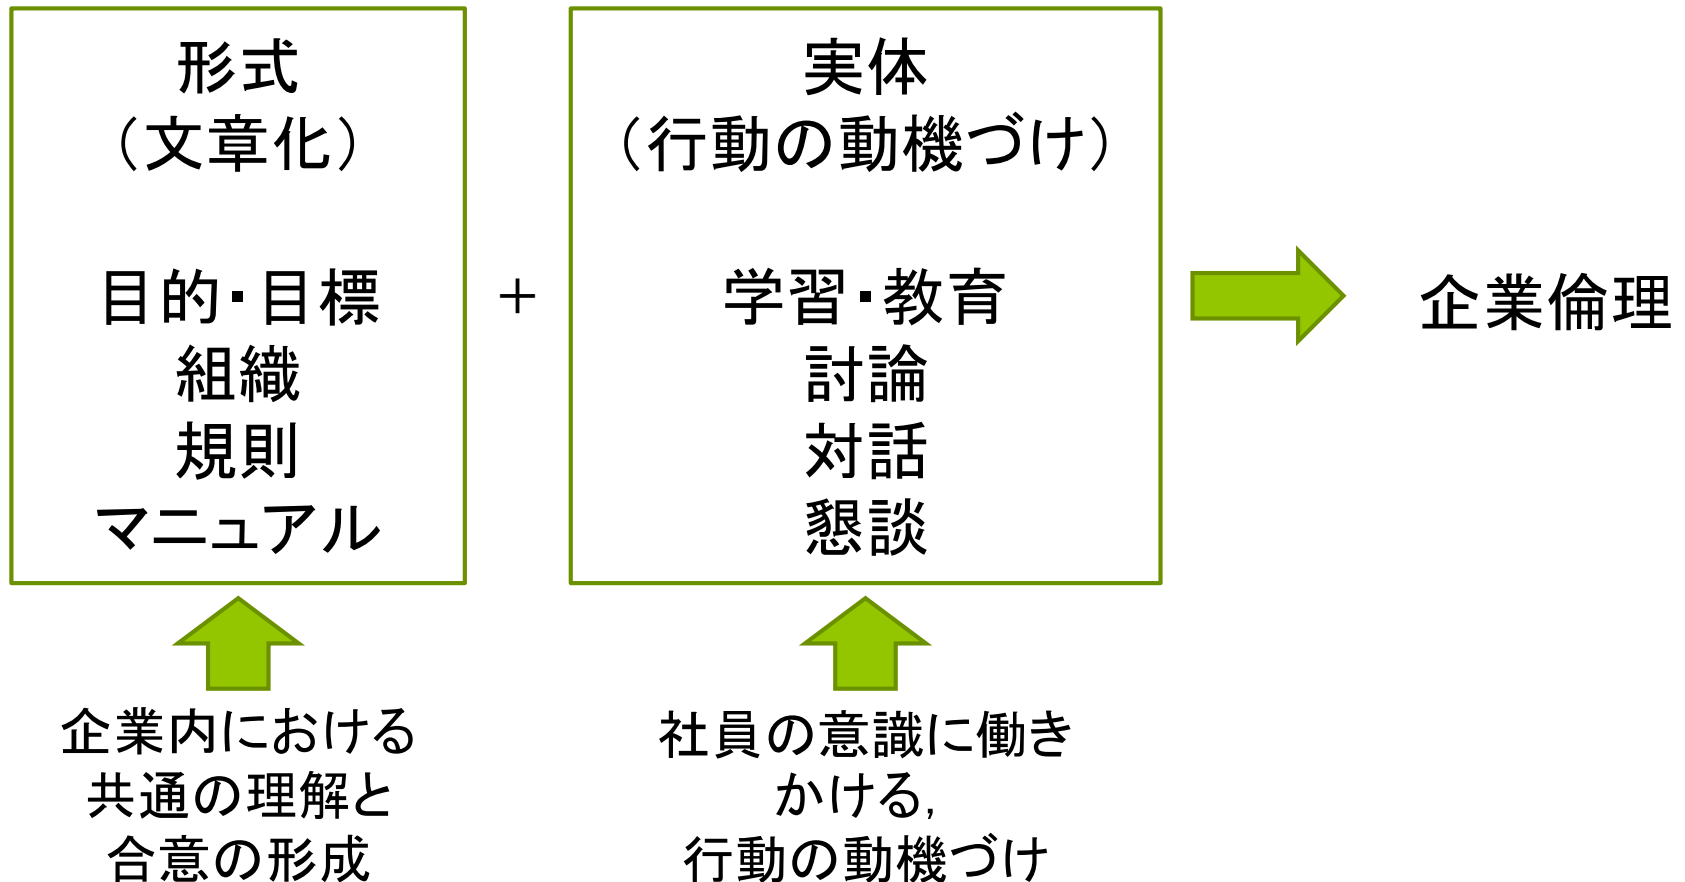 形式
（文章化）
目的・目標
組織
規則
マニュアル
+
実体
（行動の動機づけ）
学習・教育
討論
対話
懇談
企業倫理
企業内における
共通の理解と
合意の形成
社員の意識に働き
かける,
行動の動機づけ